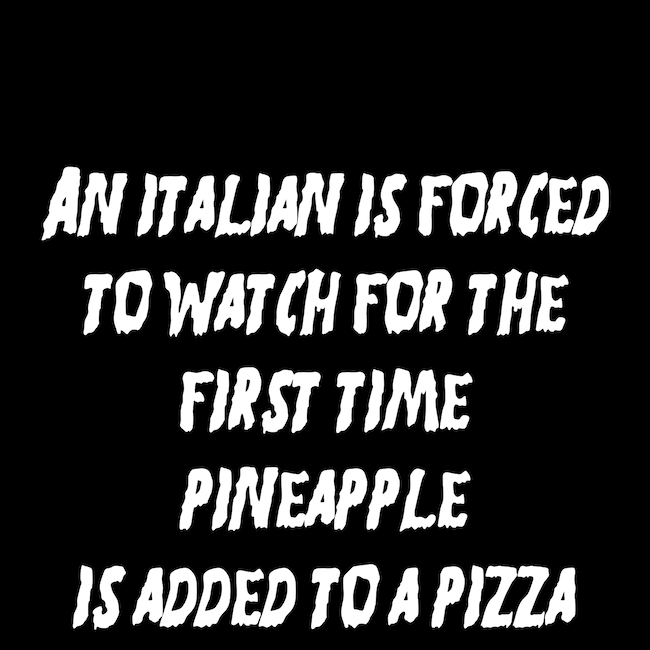 AN ITALIAN IS FORCED
TO WATCH FOR THE
FIRST TIME
PINEAPPLE
IS ADDED TO A PIZZA